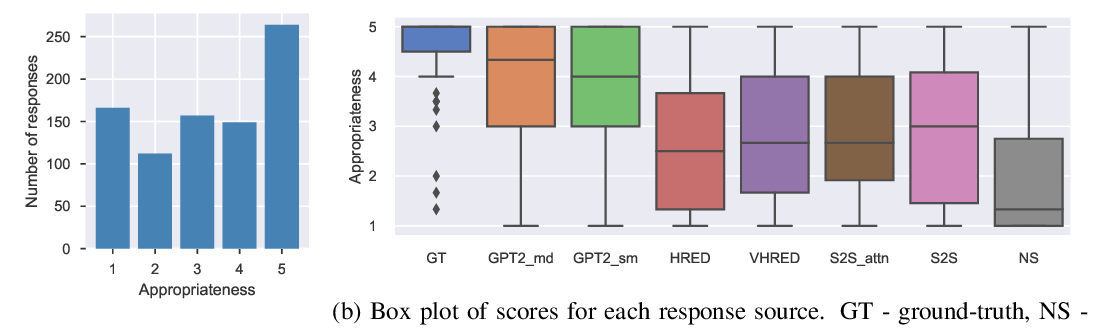 250
200
150
100
50
0
Number of responses
1 2 3 4 5
Appropriateness
5
4
3
2
1
Appropriateness
GT GPT2_md GPT2_sm HRED VHRED S2S_attn S2S NS
(b) Box plot of scores for each response source. GT - ground-truth, NS -